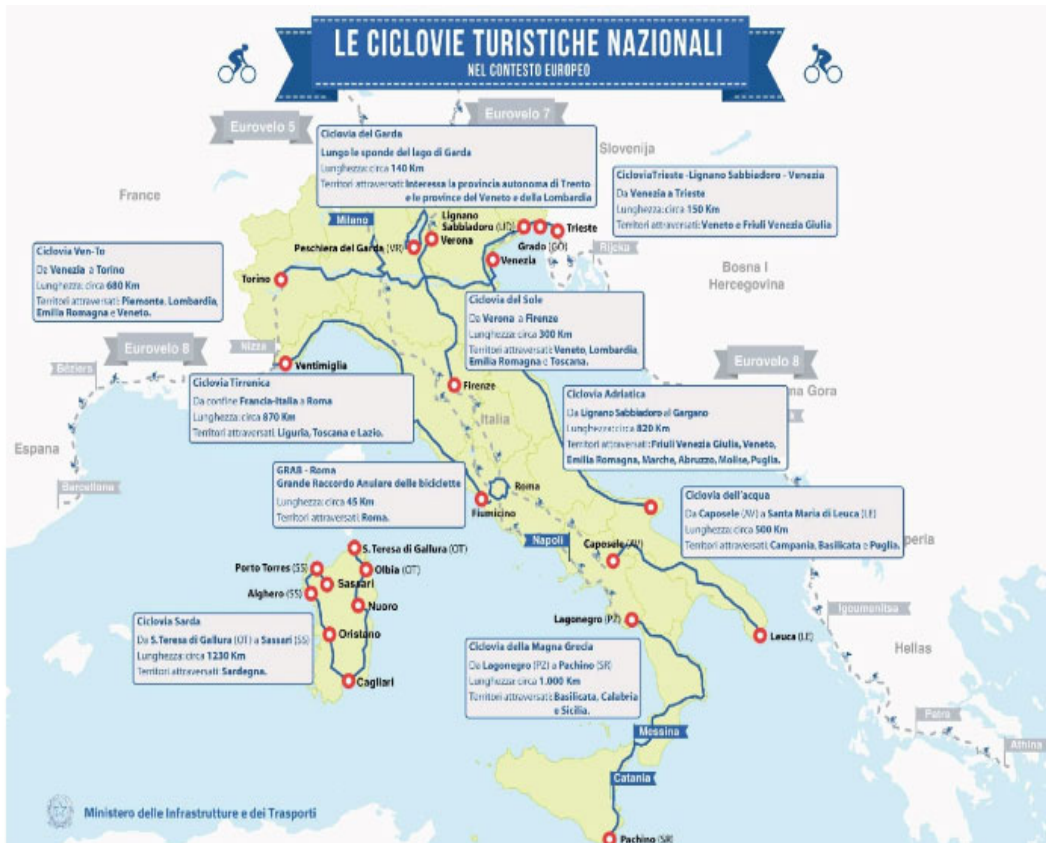 LE CICLOVIE TURISTICHE NAZIONALI
NEL CONTESTO EUROPEO
Eurovelo 5
Eurovelo 7
Slovenija
France
Ciclovia del Garda
Lungo le sponde del lago di Garda
Lunghezza: circa 140 Km
Territori attraversati: Interessa la provincia autonoma di Trento
e le province del Veneto e della Lombardia
CicloviaTrieste -Lignano Sabbiadoro - Venezia
Da Venezia a Trieste
Lunghezza: circa 150 Km
Territori attraversati: Veneto e Friuli Venezia Giulia
Milano
Lignano
Sabbiadoro (UD)
Trieste
Peschiera del Garda (VR)
Verona
Grado (GO)
Rijcka
Venezia
Bosna I
Hercegovina
Ciclovia Ven-To
Da Venezia a Torino
Lunghezza: circa 680 Km
Territori attraversati: Piemonte, Lombardia,
Emilia Romagna e Veneto.
Torino
Ciclovia del Sole
Da Verona a Firenze
Lunghezza: circa 300 Km
Territori attraversati: Veneto, Lombardia,
Emilia Romagna e Toscana.
Eurovelo 8
Nizza
Béziers
Ventimiglia
Eurovelo 8
na Gora
Firenze
Ciclovia Tirrenica
Da confine Francia-Italia a Roma
Lunghezza: circa 870 Km
Territori attraversati: Liguria, Toscana e Lazio.
Italia
Ciclovia Adriatica
Da Lignano Sabbiadoro al Gargano
Lunghezza: circa 820 Km
Territori attraversati: Friuli Venezia Giulia, Veneto,
Emilia Romagna, Marche, Abruzzo, Molise, Puglia.
Espana
Barcellona
GRAB - Roma
Grande Raccordo Anulare delle biciclette
Lunghezza: circa 45 Km
Territori attraversati: Roma.
Roma
Fiumicino
Ciclovia dell'acqua
Da Caposele (AV) a Santa Maria di Leuca (LE)
Lunghezza: circa 500 Km
Territori attraversati: Campania, Basilicata e Puglia.
peria
Napoli
Caposele (AV)
S.Teresa di Gallura (OT)
Porto Torres (SS)
Olbia (OT)
Sassari
Alghero (SS)
Nuoro
Igoumenitsa
Lagonegro (PZ)
Leuca (LE)
Hellas
Ciclovia Sarda
Da S.Teresa di Gallura (OT) a Sassari (SS)
Lunghezza: circa 1230 Km
Territori attraversati: Sardegna.
Oristano
Cagliari
Ciclovia della Magna Grecia
Da Lagonegro (PZ) a Pachino (SR)
Lunghezza: circa 1.000 Km
Territori attraversati: Basilicata, Calabria
e Sicilia.
Patra
Messina
Athina
Catania
Ministero delle Infrastrutture e dei Trasporti
Pachino (SR)